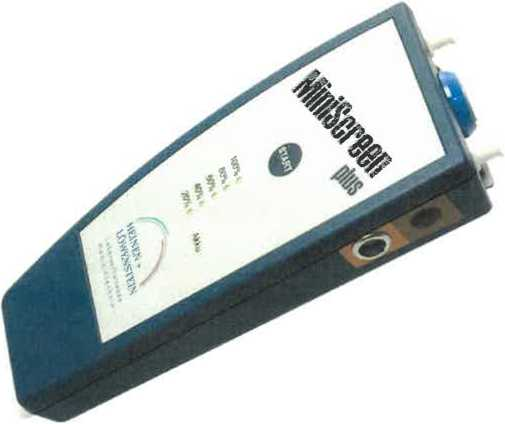 MiniScreen
plus
START
100%
80%
60%
40%
20%
Akku
HEINEN +
LÖWENSTEIN